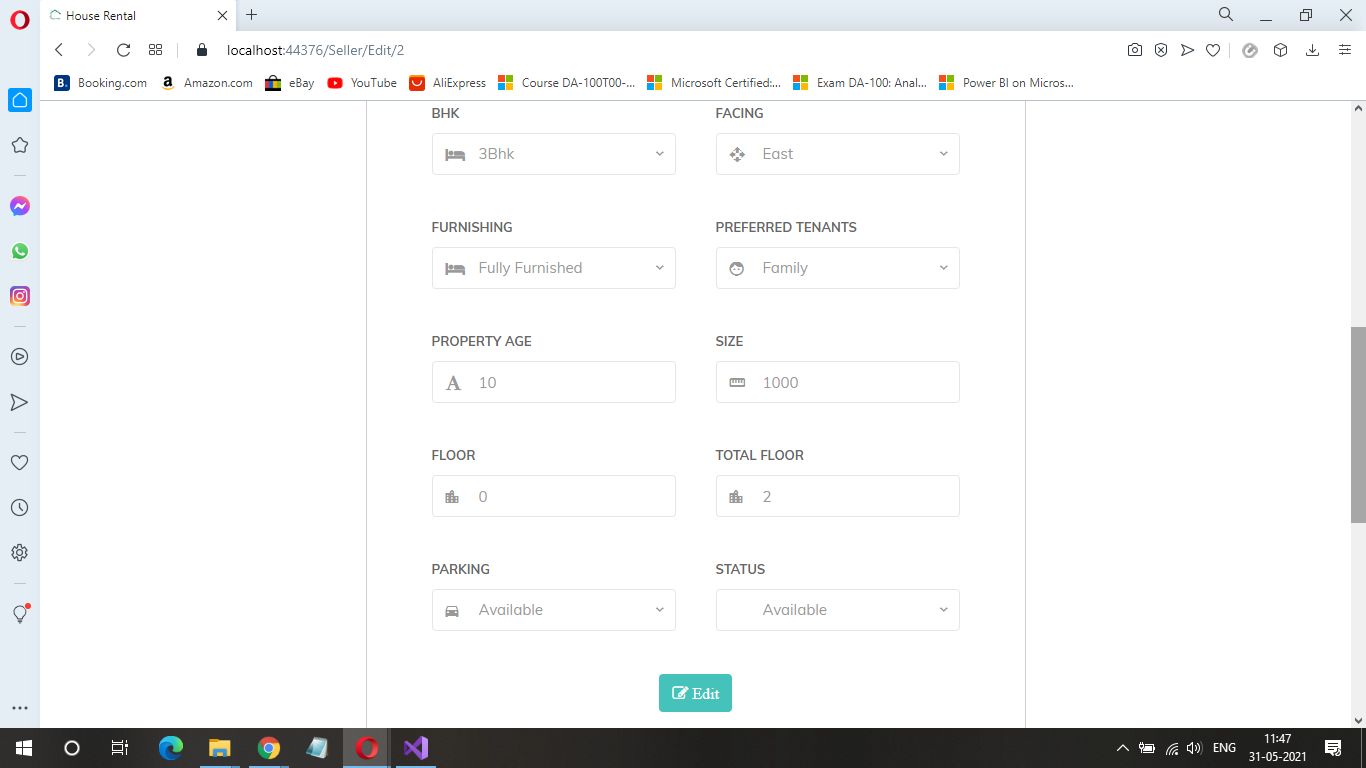 House Rental
localhost:44376/Seller/Edit/2
B. Booking.com a Amazon.com eBay YouTube AliExpress Course DA-100T00-... Microsoft Certified:... Exam DA-100: Anal... Power BI on Micros...
BHK FACING
3Bhk East
FURNISHING PREFERRED TENANTS
Fully Furnished Family
PROPERTY AGE SIZE
A 10 1000
FLOOR TOTAL FLOOR
0 2
PARKING STATUS
Available Available
Edit
ENG 11:47
31-05-2021